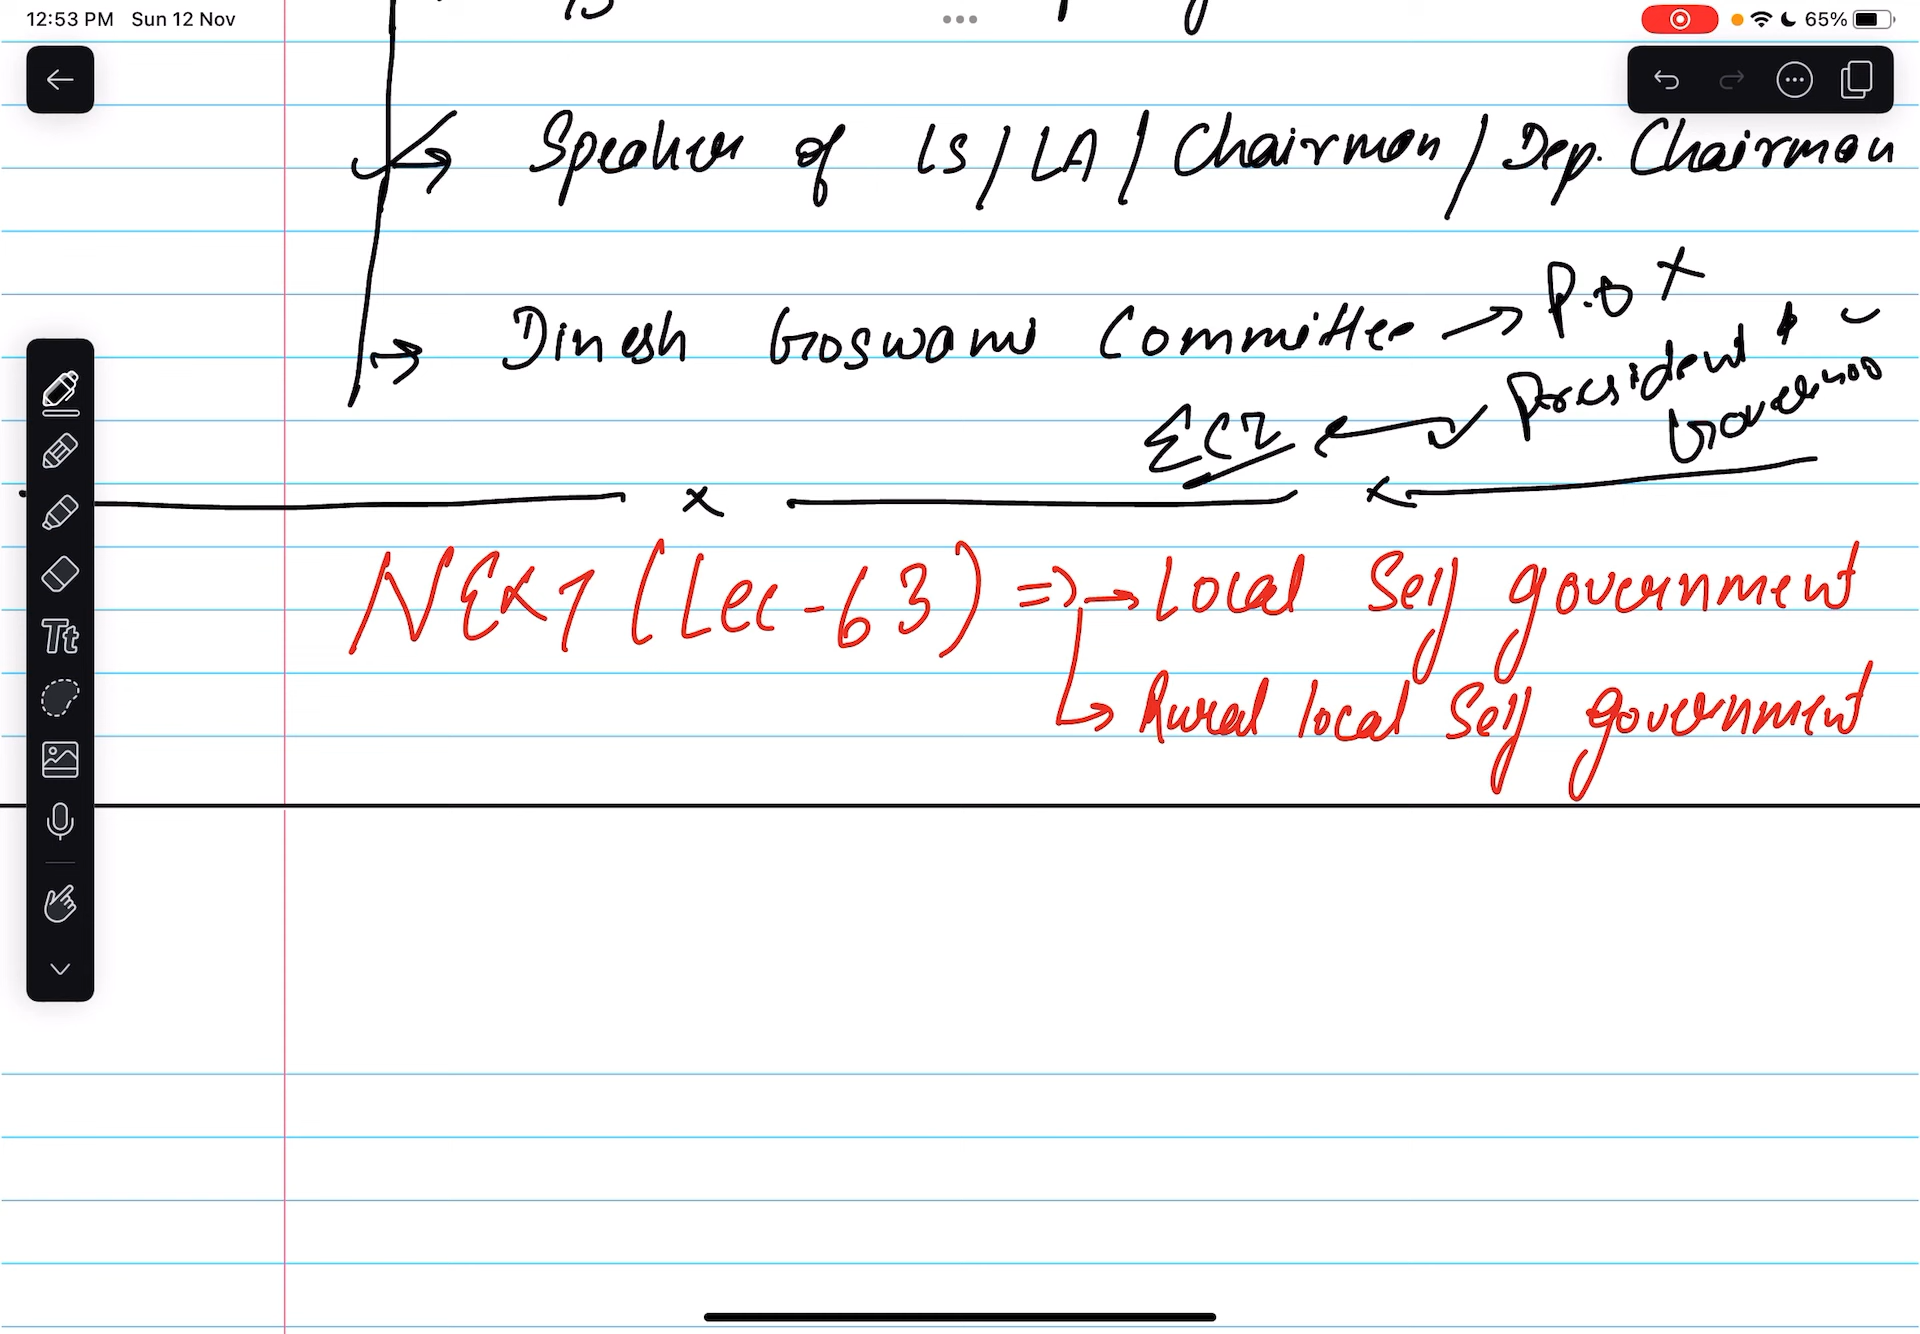 12:53 PM Sun 12 Nov
65%
Speaker of LS/LA/Chairman/Dep. Chairman
Dinesh Goswami Committee → P.O ×
President &
Governor
ECI
× ×
NEXT (Lec-63) => → Local Self government
↳ Rural local Self government
Tt